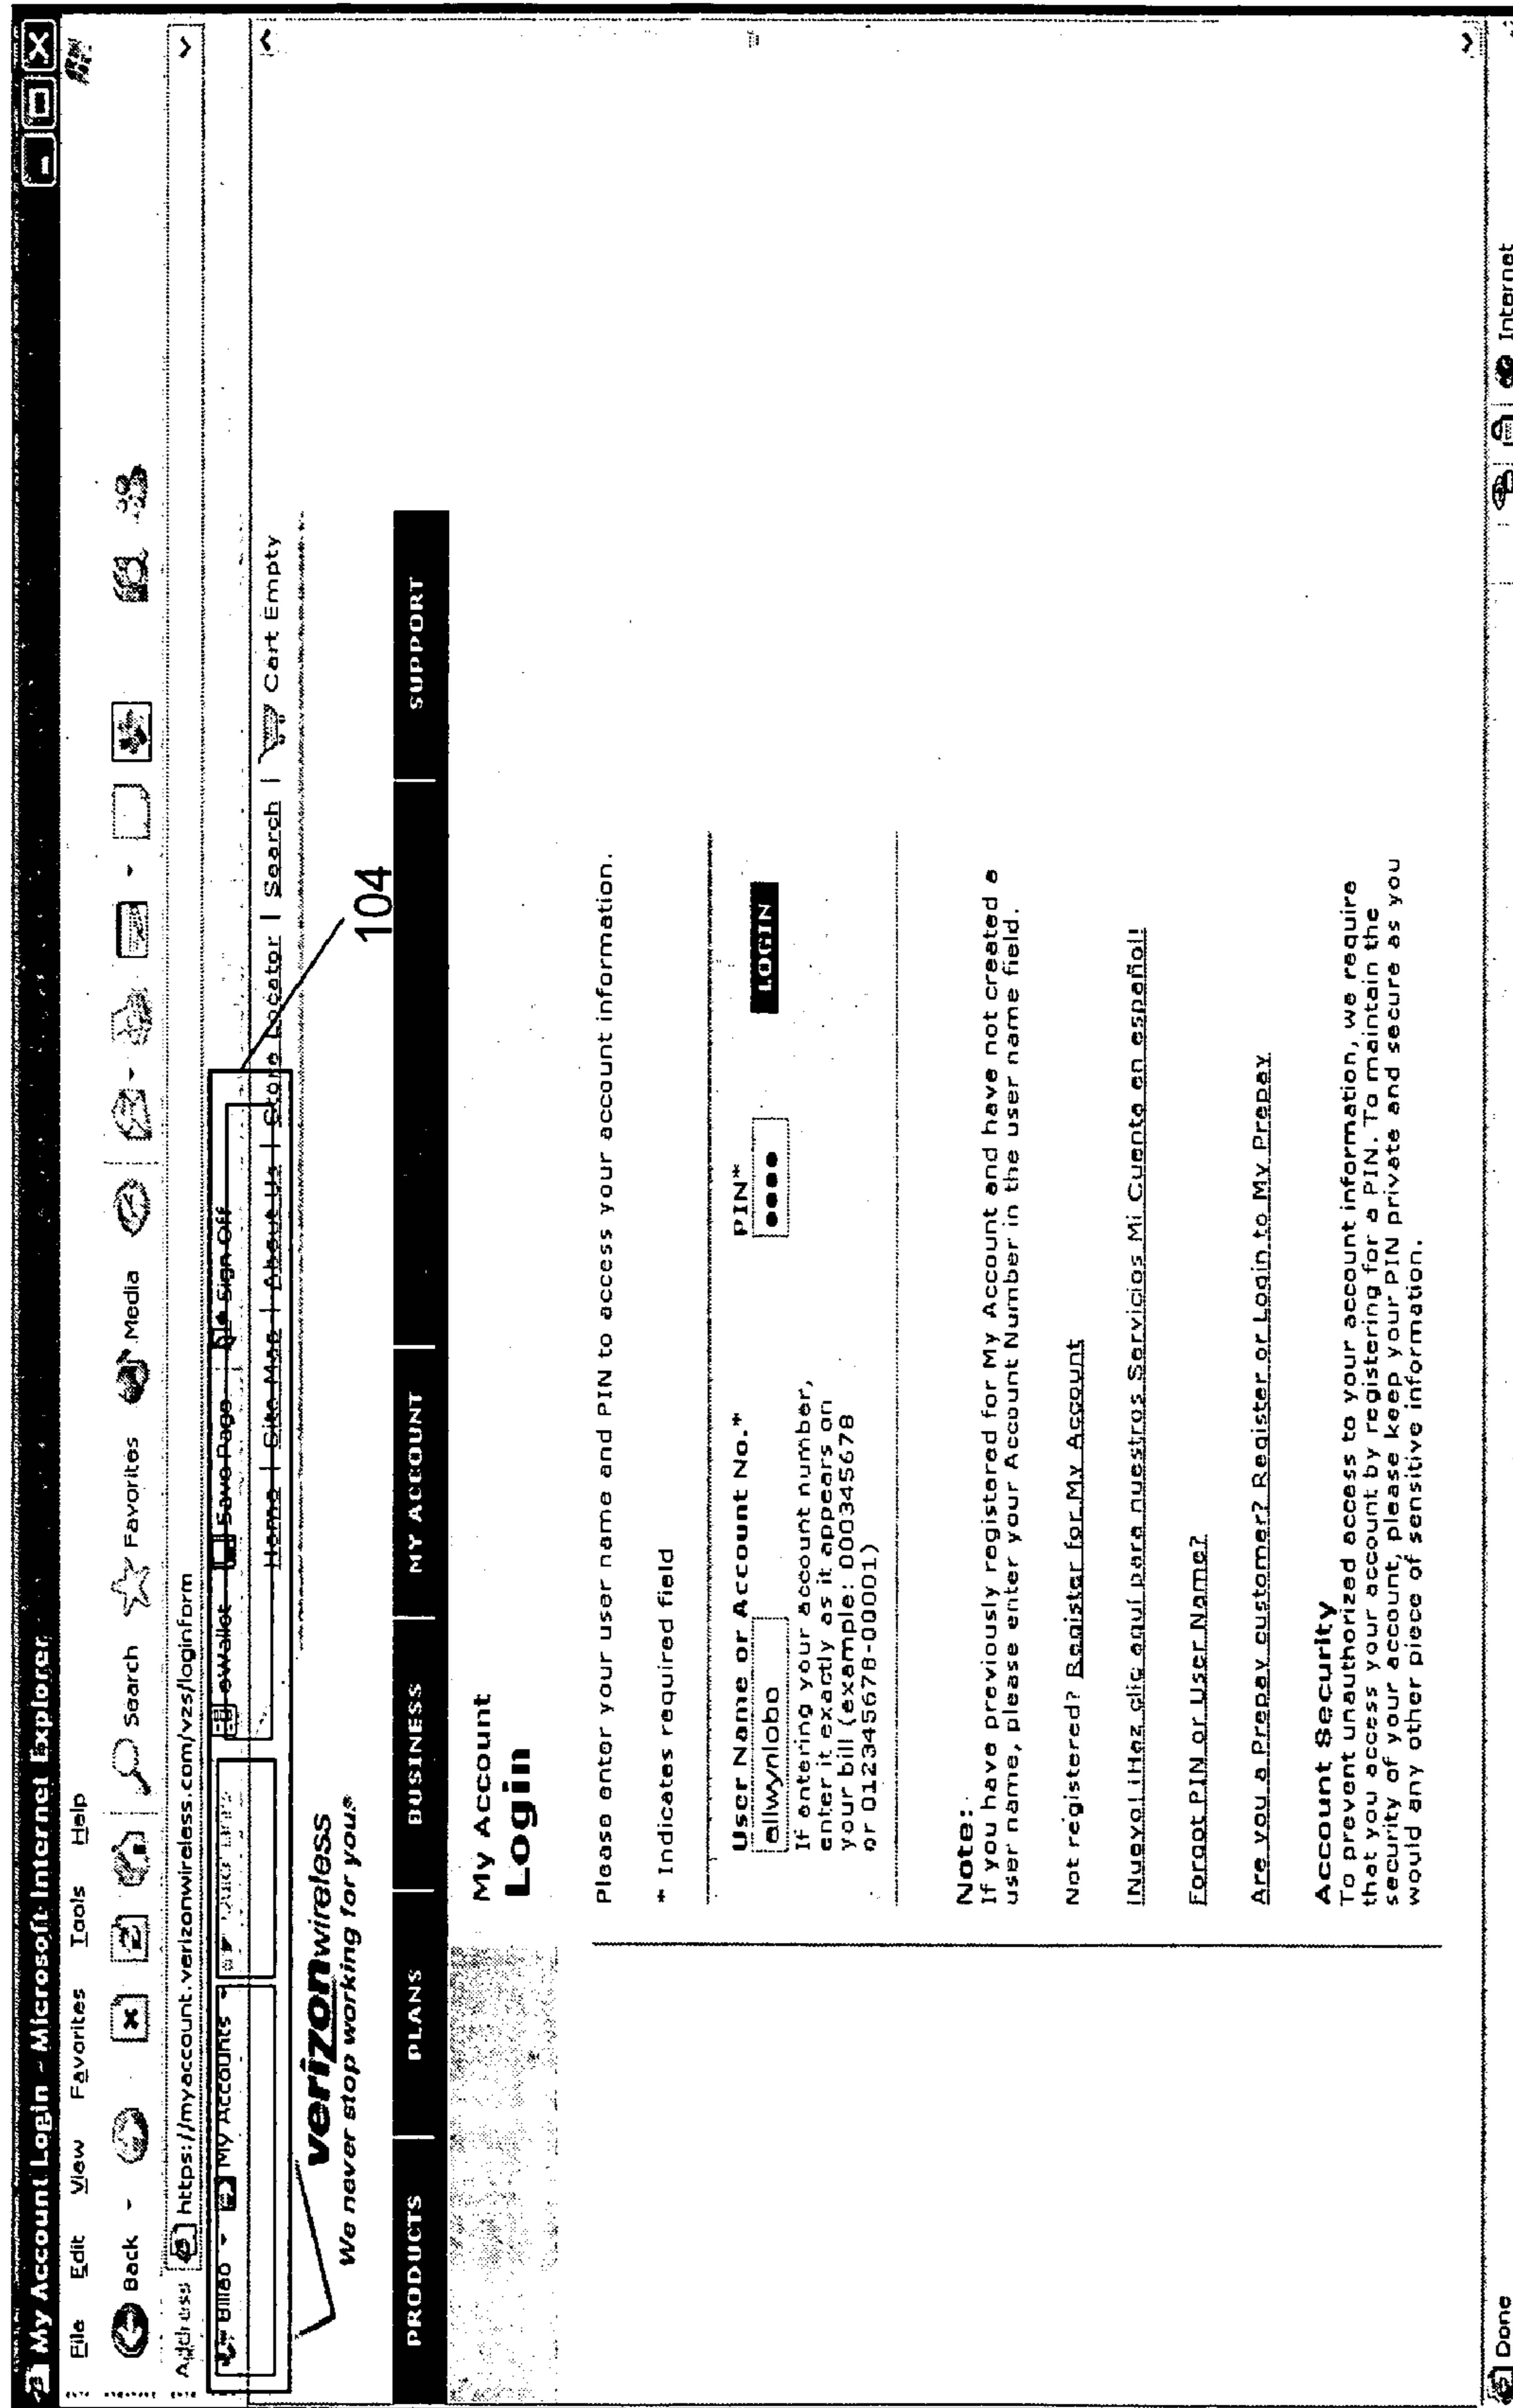 My Account Login - Microsoft Internet Explorer
File Edit View Favorites Tools Help
Back Search Favorites Media
Address https://myaccount.verizonwireless.com/vzs/loginform
My Accounts eWallet Save Page Sign Off
Home | Site Map | About Us | Store Locator | Search | Cart Empty
104
verizonwireless
We never stop working for you.®
PRODUCTS PLANS BUSINESS MY ACCOUNT SUPPORT
My Account
Login
Please enter your user name and PIN to access your account information.
* Indicates required field
User Name or Account No.* PIN*
allwynlobo •••• LOGIN
If entering your account number,
enter it exactly as it appears on
your bill (example: 000345678
or 012345678-00001)
Note:
If you have previously registered for My Account and have not created a
user name, please enter your Account Number in the user name field.
Not registered? Register for My Account
¡Nuevo! ¡Haz clic aquí para nuestros Servicios Mi Cuenta en español!
Forgot PIN or User Name?
Are you a Prepay customer? Register or Login to My Prepay
Account Security
To prevent unauthorized access to your account information, we require
that you access your account by registering for a PIN. To maintain the
security of your account, please keep your PIN private and secure as you
would any other piece of sensitive information.
Done Internet